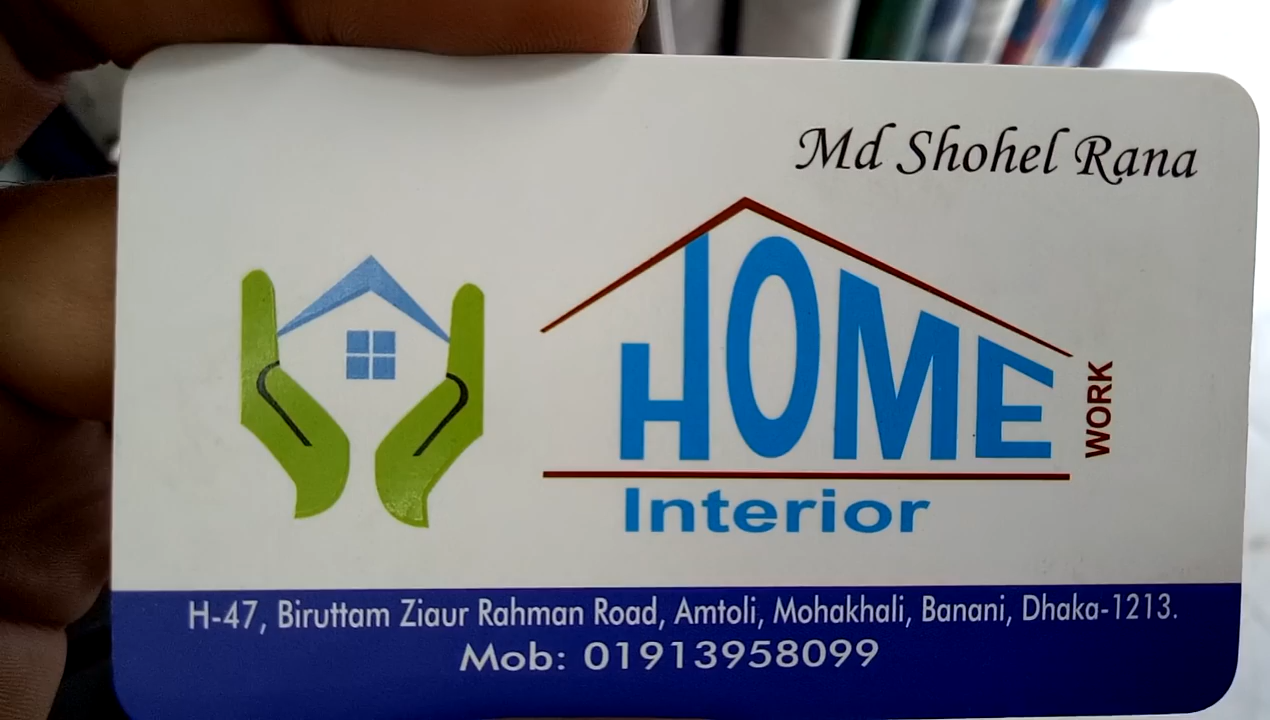 Md Shohel Rana
HOME
WORK
Interior
H-47, Biruttam Ziaur Rahman Road, Amtoli, Mohakhali, Banani, Dhaka-1213.
Mob: 01913958099